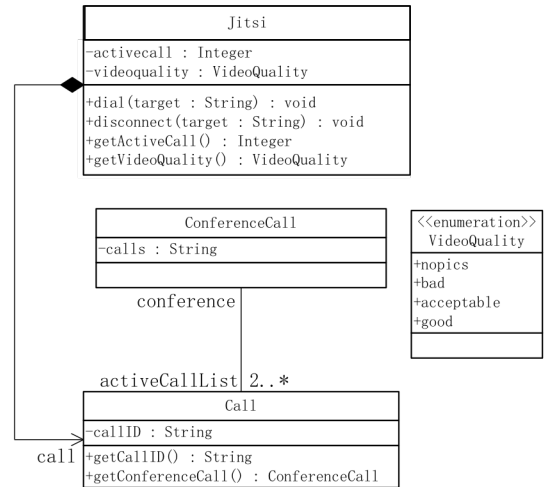 Jitsi
-activecall : Integer
-videoquality : VideoQuality
+dial(target : String) : void
+disconnect(target : String) : void
+getActiveCall() : Integer
+getVideoQuality() : VideoQuality
ConferenceCall
-calls : String
<<enumeration>>
VideoQuality
+nopics
+bad
+acceptable
+good
conference
activeCallList 2..*
Call
-callID : String
call
+getCallID() : String
+getConferenceCall() : ConferenceCall